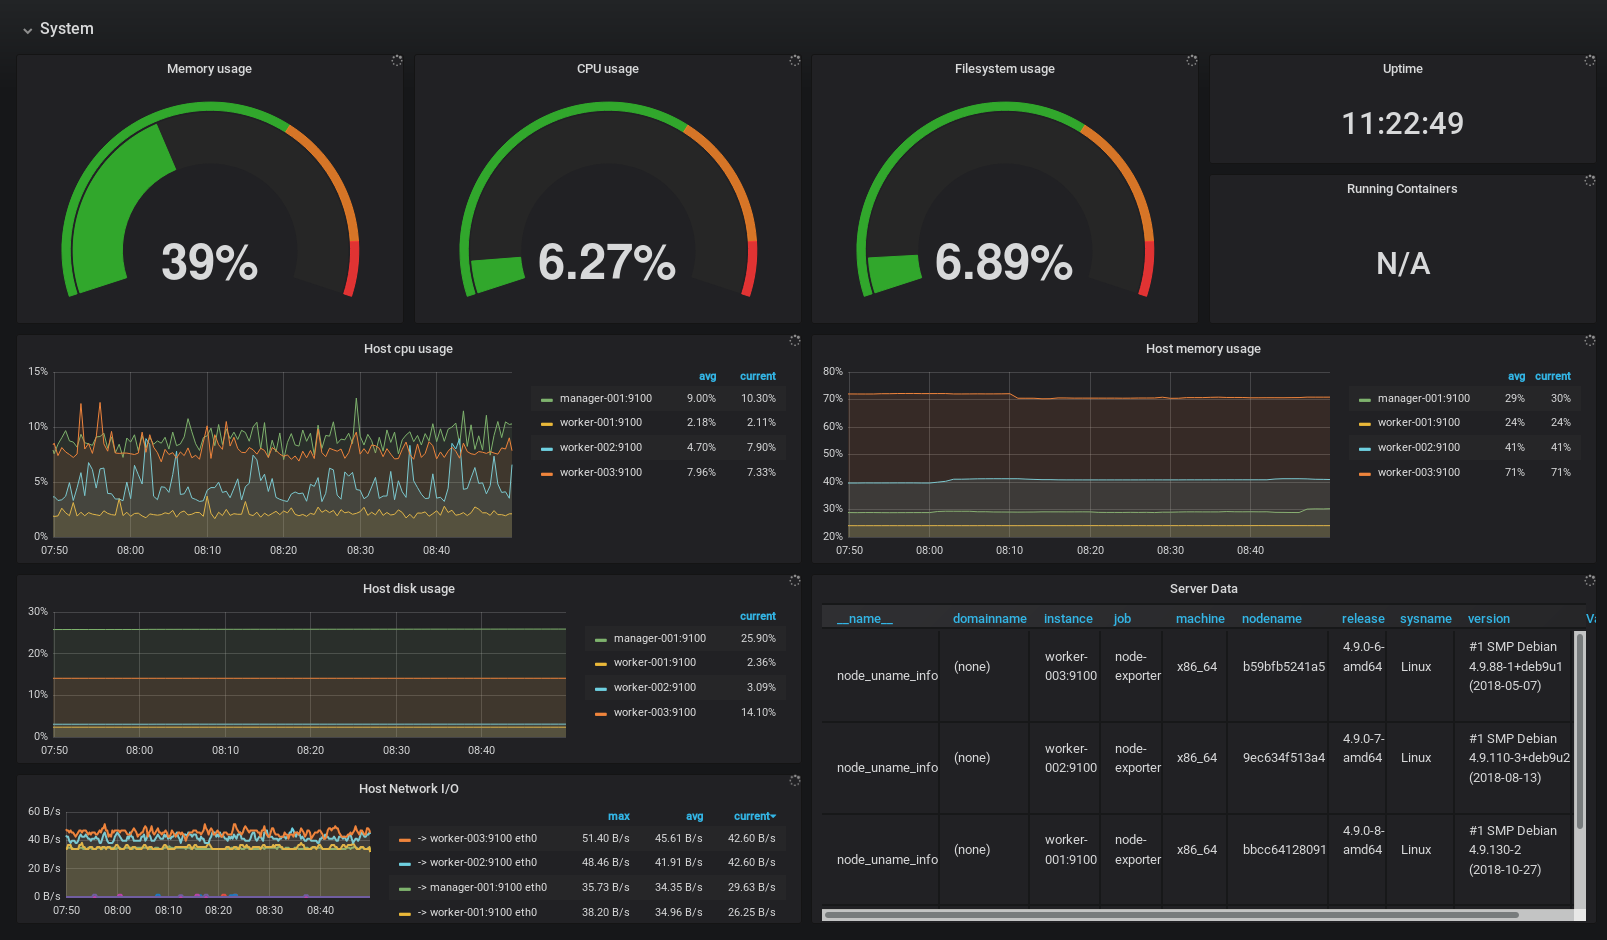 System
Memory usage
39%
CPU usage
6.27%
Filesystem usage
6.89%
Uptime
11:22:49
Running Containers
N/A
Host cpu usage
15%
10%
5%
0%
07:50 08:00 08:10 08:20 08:30 08:40
avg current
manager-001:9100 9.00% 10.30%
worker-001:9100 2.18% 2.11%
worker-002:9100 4.70% 7.90%
worker-003:9100 7.96% 7.33%
Host memory usage
80%
70%
60%
50%
40%
30%
20%
07:50 08:00 08:10 08:20 08:30 08:40
avg current
manager-001:9100 29% 30%
worker-001:9100 24% 24%
worker-002:9100 41% 41%
worker-003:9100 71% 71%
Host disk usage
30%
20%
10%
0%
07:50 08:00 08:10 08:20 08:30 08:40
current
manager-001:9100 25.90%
worker-001:9100 2.36%
worker-002:9100 3.09%
worker-003:9100 14.10%
Server Data
__name__ domainname instance job machine nodename release sysname version
node_uname_info (none) worker-003:9100 node-exporter x86_64 b59bfb5241a5 4.9.0-6-amd64 Linux #1 SMP Debian 4.9.88-1+deb9u1 (2018-05-07)
node_uname_info (none) worker-002:9100 node-exporter x86_64 9ec634f513a4 4.9.0-7-amd64 Linux #1 SMP Debian 4.9.110-3+deb9u2 (2018-08-13)
node_uname_info (none) worker-001:9100 node-exporter x86_64 bbcc64128091 4.9.0-8-amd64 Linux #1 SMP Debian 4.9.130-2 (2018-10-27)
Host Network I/O
60 B/s
40 B/s
20 B/s
0 B/s
07:50 08:00 08:10 08:20 08:30 08:40
max avg current
-> worker-003:9100 eth0 51.40 B/s 45.61 B/s 42.60 B/s
-> worker-002:9100 eth0 48.46 B/s 41.91 B/s 42.60 B/s
-> manager-001:9100 eth0 35.73 B/s 34.35 B/s 29.63 B/s
-> worker-001:9100 eth0 38.20 B/s 34.96 B/s 26.25 B/s